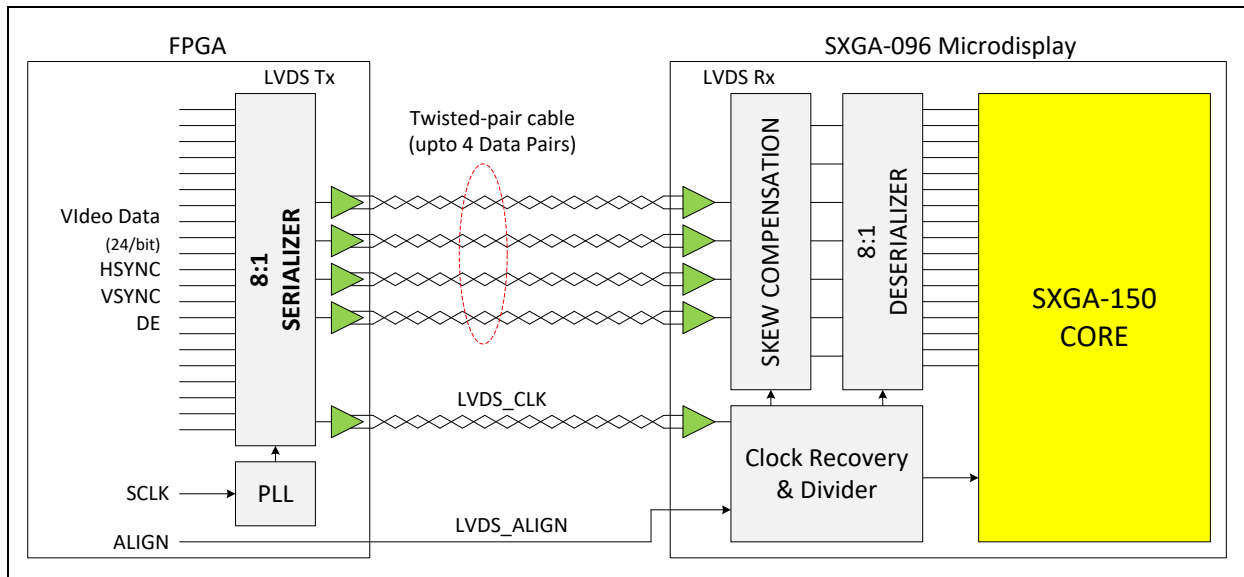 FPGA
SXGA-096 Microdisplay
LVDS Tx
LVDS Rx
Twisted-pair cable
(upto 4 Data Pairs)
VIdeo Data
(24/bit)
HSYNC
VSYNC
DE
8:1
SERIALIZER
SKEW COMPENSATION
8:1
DESERIALIZER
SXGA-150
CORE
LVDS_CLK
Clock Recovery
& Divider
SCLK
PLL
ALIGN
LVDS_ALIGN